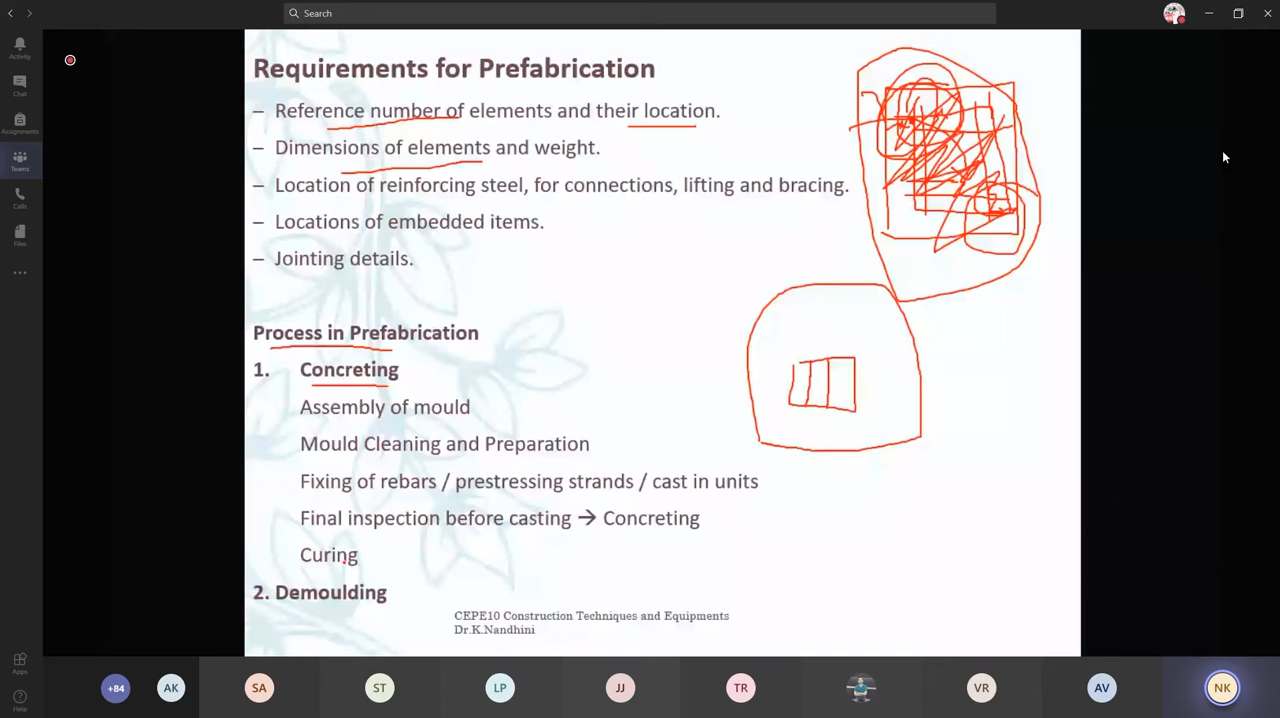 Search
Activity
Chat
Assignments
Teams
Calls
Files
Apps
Help
Requirements for Prefabrication
– Reference number of elements and their location.
– Dimensions of elements and weight.
– Location of reinforcing steel, for connections, lifting and bracing.
– Locations of embedded items.
– Jointing details.
Process in Prefabrication
1. Concreting
Assembly of mould
Mould Cleaning and Preparation
Fixing of rebars / prestressing strands / cast in units
Final inspection before casting → Concreting
Curing
2. Demoulding
CEPE10 Construction Techniques and Equipments
Dr.K.Nandhini
+84 AK SA ST LP JJ TR VR AV NK